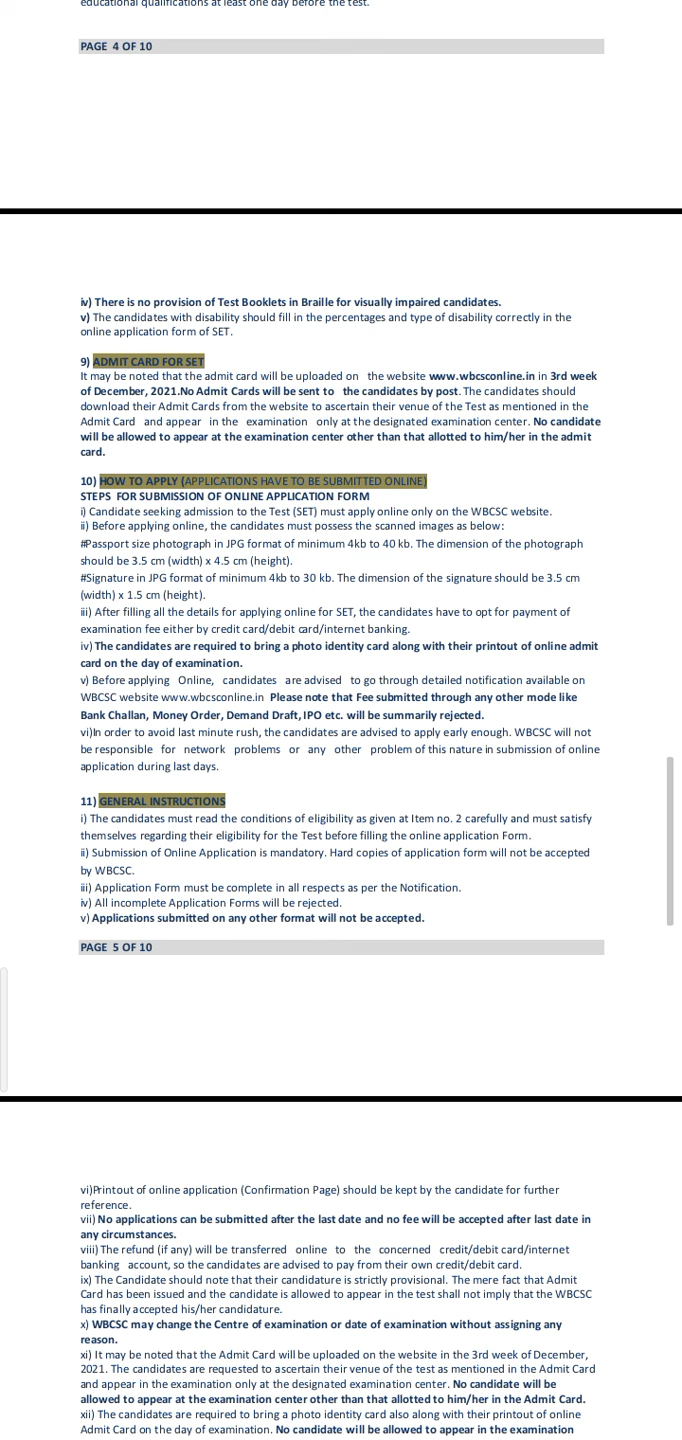 educational qualifications at least one day before the test.
PAGE 4 OF 10
iv) There is no provision of Test Booklets in Braille for visually impaired candidates.
v) The candidates with disability should fill in the percentages and type of disability correctly in the
online application form of SET.
9) ADMIT CARD FOR SET
It may be noted that the admit card will be uploaded on the website www.wbcsconline.in in 3rd week
of December, 2021.No Admit Cards will be sent to the candidates by post. The candidates should
download their Admit Cards from the website to ascertain their venue of the Test as mentioned in the
Admit Card and appear in the examination only at the designated examination center. No candidate
will be allowed to appear at the examination center other than that allotted to him/her in the admit
card.
10) HOW TO APPLY (APPLICATIONS HAVE TO BE SUBMITTED ONLINE)
STEPS FOR SUBMISSION OF ONLINE APPLICATION FORM
i) Candidate seeking admission to the Test (SET) must apply online only on the WBCSC website.
ii) Before applying online, the candidates must possess the scanned images as below:
#Passport size photograph in JPG format of minimum 4kb to 40 kb. The dimension of the photograph
should be 3.5 cm (width) x 4.5 cm (height).
#Signature in JPG format of minimum 4kb to 30 kb. The dimension of the signature should be 3.5 cm
(width) x 1.5 cm (height).
iii) After filling all the details for applying online for SET, the candidates have to opt for payment of
examination fee either by credit card/debit card/internet banking.
iv) The candidates are required to bring a photo identity card along with their printout of online admit
card on the day of examination.
v) Before applying Online, candidates are advised to go through detailed notification available on
WBCSC website www.wbcsconline.in Please note that Fee submitted through any other mode like
Bank Challan, Money Order, Demand Draft, IPO etc. will be summarily rejected.
vi)In order to avoid last minute rush, the candidates are advised to apply early enough. WBCSC will not
be responsible for network problems or any other problem of this nature in submission of online
application during last days.
11) GENERAL INSTRUCTIONS
i) The candidates must read the conditions of eligibility as given at Item no. 2 carefully and must satisfy
themselves regarding their eligibility for the Test before filling the online application Form.
ii) Submission of Online Application is mandatory. Hard copies of application form will not be accepted
by WBCSC.
iii) Application Form must be complete in all respects as per the Notification.
iv) All incomplete Application Forms will be rejected.
v) Applications submitted on any other format will not be accepted.
PAGE 5 OF 10
vi)Printout of online application (Confirmation Page) should be kept by the candidate for further
reference.
vii) No applications can be submitted after the last date and no fee will be accepted after last date in
any circumstances.
viii) The refund (if any) will be transferred online to the concerned credit/debit card/internet
banking account, so the candidates are advised to pay from their own credit/debit card.
ix) The Candidate should note that their candidature is strictly provisional. The mere fact that Admit
Card has been issued and the candidate is allowed to appear in the test shall not imply that the WBCSC
has finally accepted his/her candidature.
x) WBCSC may change the Centre of examination or date of examination without assigning any
reason.
xi) It may be noted that the Admit Card will be uploaded on the website in the 3rd week of December,
2021. The candidates are requested to ascertain their venue of the test as mentioned in the Admit Card
and appear in the examination only at the designated examination center. No candidate will be
allowed to appear at the examination center other than that allotted to him/her in the Admit Card.
xii) The candidates are required to bring a photo identity card also along with their printout of online
Admit Card on the day of examination. No candidate will be allowed to appear in the examination